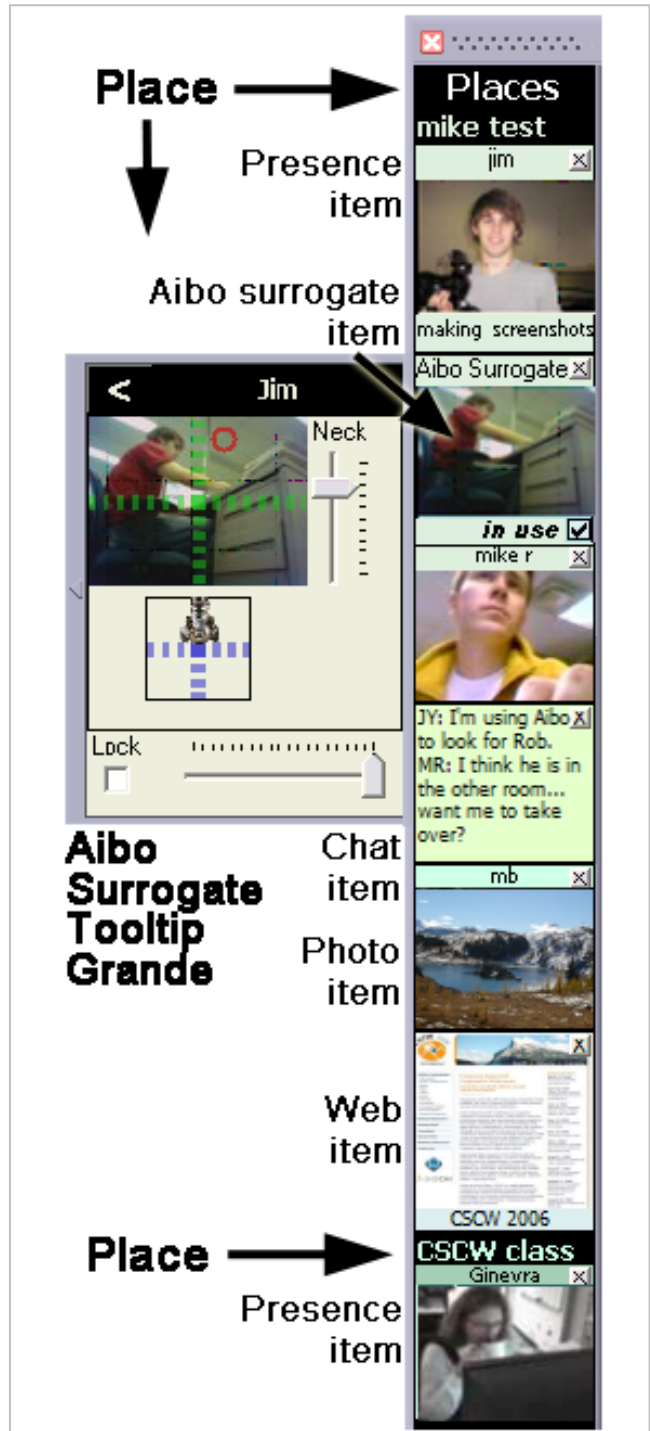 Place
Places
mike test
Presence
item
jim
making screenshots
Aibo surrogate
item
Aibo Surrogate
in use
< Jim
Neck
Lock
mike r
JY: I'm using Aibo
to look for Rob.
MR: I think he is in
the other room...
want me to take
over?
Aibo
Surrogate
Tooltip
Grande
Chat
item
mb
Photo
item
Web
item
CSCW 2006
Place
CSCW class
Ginevra
Presence
item